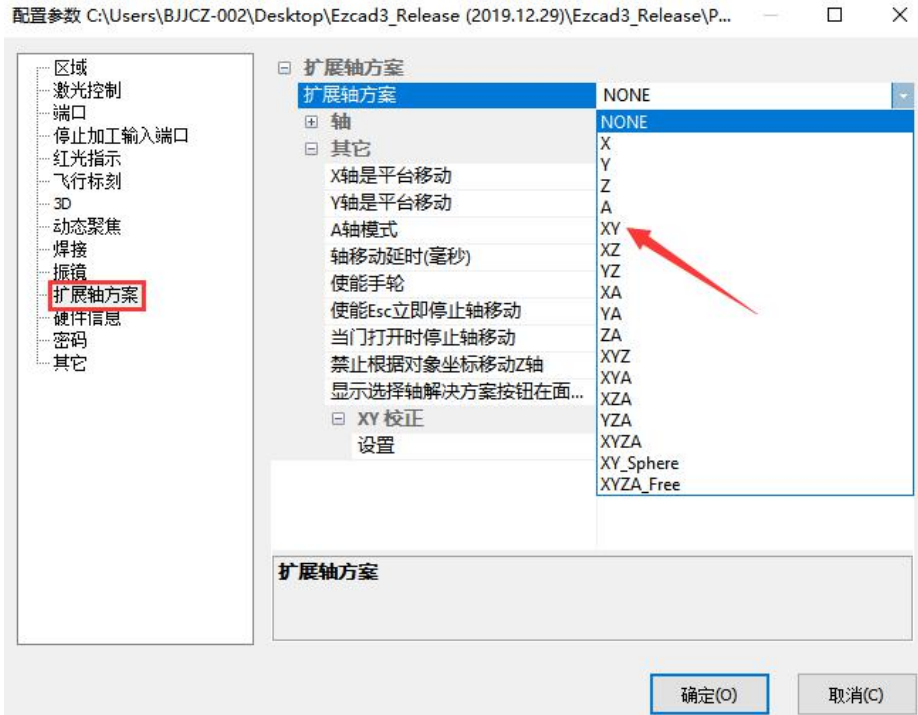 配置参数 C:\Users\BJJCZ-002\Desktop\Ezcad3_Release (2019.12.29)\Ezcad3_Release\P...
区域
激光控制
端口
停止加工输入端口
红光指示
飞行标刻
3D
动态聚焦
焊接
振镜
扩展轴方案
硬件信息
密码
其它
扩展轴方案
扩展轴方案 NONE
轴
其它
X轴是平台移动
Y轴是平台移动
A轴模式
轴移动延时(毫秒)
使能手轮
使能Esc立即停止轴移动
当门打开时停止轴移动
禁止根据对象坐标移动Z轴
显示选择轴解决方案按钮在面...
XY 校正
设置
NONE
X
Y
Z
A
XY
XZ
YZ
XA
YA
ZA
XYZ
XYA
XZA
YZA
XYZA
XY_Sphere
XYZA_Free
扩展轴方案
确定(O)
取消(C)